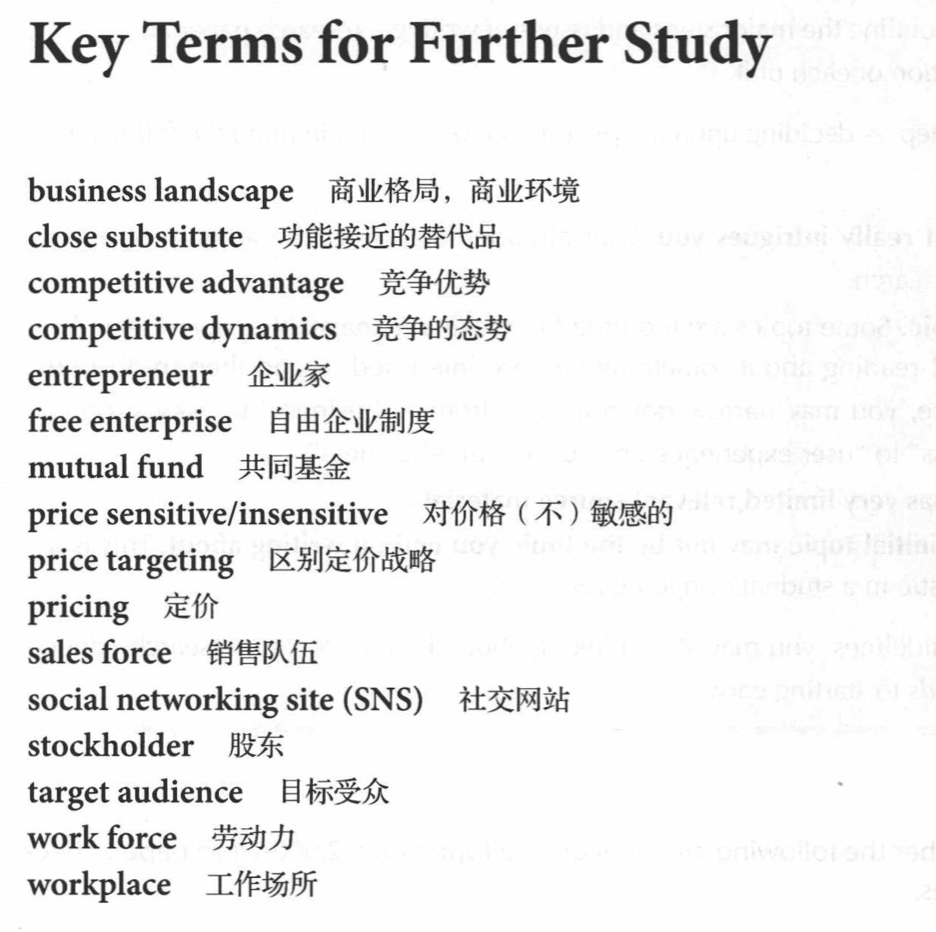 Key Terms for Further Study
business landscape 商业格局，商业环境
close substitute 功能接近的替代品
competitive advantage 竞争优势
competitive dynamics 竞争的态势
entrepreneur 企业家
free enterprise 自由企业制度
mutual fund 共同基金
price sensitive/insensitive 对价格（不）敏感的
price targeting 区别定价战略
pricing 定价
sales force 销售队伍
social networking site (SNS) 社交网站
stockholder 股东
target audience 目标受众
work force 劳动力
workplace 工作场所